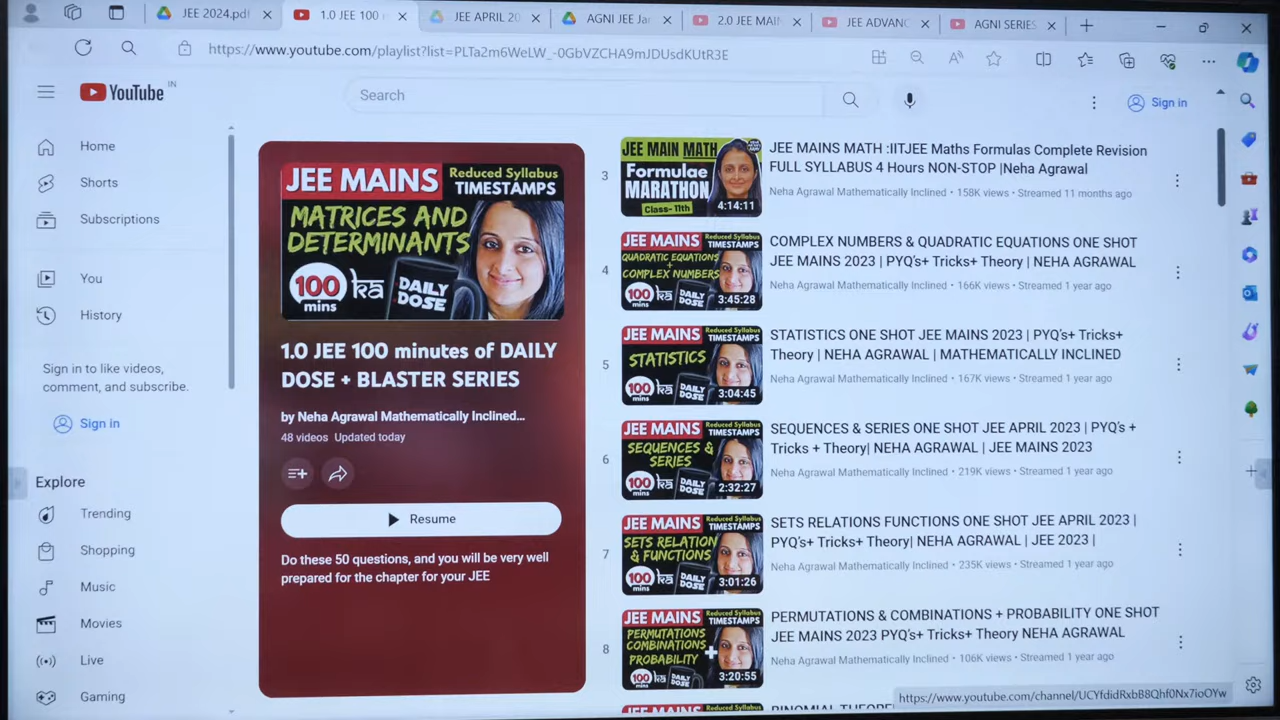 JEE 2024.pdf
1.0 JEE 100
JEE APRIL 20
AGNI JEE Jar
2.0 JEE MAIN
JEE ADVANC
AGNI SERIES
https://www.youtube.com/playlist?list=PLTa2m6WeLW_-0GbVZCHA9mJDUsdKUtR3E
YouTube IN
Search
Sign in
Home
Shorts
Subscriptions
You
History
Sign in to like videos,
comment, and subscribe.
Sign in
Explore
Trending
Shopping
Music
Movies
Live
Gaming
JEE MAINS Reduced Syllabus
TIMESTAMPS
MATRICES AND
DETERMINANTS
100 mins ka DAILY DOSE
1.0 JEE 100 minutes of DAILY
DOSE + BLASTER SERIES
by Neha Agrawal Mathematically Inclined...
48 videos Updated today
Resume
Do these 50 questions, and you will be very well
prepared for the chapter for your JEE
3
JEE MAIN MATH
Formulae
MARATHON
Class- 11th
4:14:11
JEE MAINS MATH :IITJEE Maths Formulas Complete Revision
FULL SYLLABUS 4 Hours NON-STOP |Neha Agrawal
Neha Agrawal Mathematically Inclined • 158K views • Streamed 11 months ago
4
JEE MAINS Reduced Syllabus
TIMESTAMPS
QUADRATIC EQUATIONS
+
COMPLEX NUMBERS
100 mins ka DAILY DOSE
3:45:28
COMPLEX NUMBERS & QUADRATIC EQUATIONS ONE SHOT
JEE MAINS 2023 | PYQ's+ Tricks+ Theory | NEHA AGRAWAL
Neha Agrawal Mathematically Inclined • 166K views • Streamed 1 year ago
5
JEE MAINS Reduced Syllabus
TIMESTAMPS
STATISTICS
100 mins ka DAILY DOSE
3:04:45
STATISTICS ONE SHOT JEE MAINS 2023 | PYQ's+ Tricks+
Theory | NEHA AGRAWAL | MATHEMATICALLY INCLINED
Neha Agrawal Mathematically Inclined • 167K views • Streamed 1 year ago
6
JEE MAINS Reduced Syllabus
TIMESTAMPS
SEQUENCES &
SERIES
100 mins ka DAILY DOSE
2:32:27
SEQUENCES & SERIES ONE SHOT JEE APRIL 2023 | PYQ's +
Tricks + Theory| NEHA AGRAWAL | JEE MAINS 2023
Neha Agrawal Mathematically Inclined • 219K views • Streamed 1 year ago
7
JEE MAINS Reduced Syllabus
TIMESTAMPS
SETS RELATION
& FUNCTIONS
100 mins ka DAILY DOSE
3:01:26
SETS RELATIONS FUNCTIONS ONE SHOT JEE APRIL 2023 |
PYQ's+ Tricks+ Theory| NEHA AGRAWAL | JEE 2023 |
Neha Agrawal Mathematically Inclined • 235K views • Streamed 1 year ago
8
JEE MAINS Reduced Syllabus
TIMESTAMPS
PERMUTATIONS
COMBINATIONS
+
PROBABILITY
100 mins ka DAILY DOSE
3:20:55
PERMUTATIONS & COMBINATIONS + PROBABILITY ONE SHOT
JEE MAINS 2023 PYQ's+ Tricks+ Theory NEHA AGRAWAL
Neha Agrawal Mathematically Inclined • 106K views • Streamed 1 year ago
https://www.youtube.com/channel/UCYfdidRxbB8Qhf0Nx7ioOYw